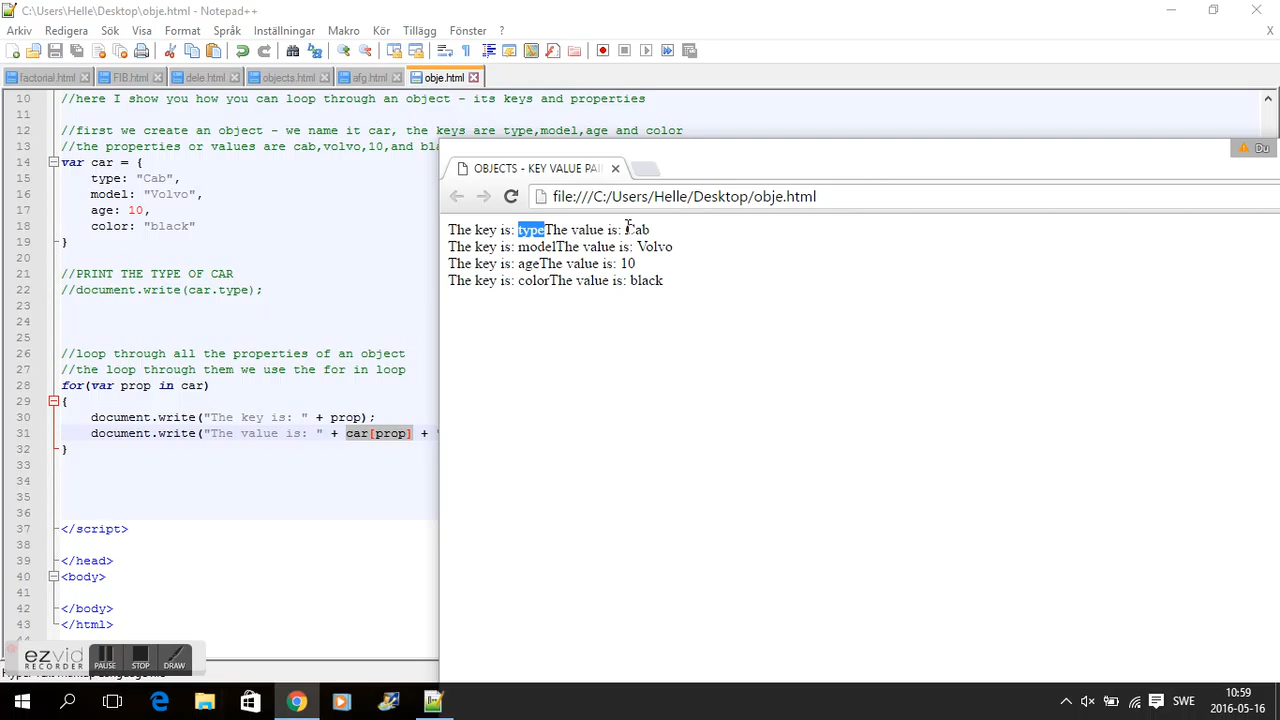 C:\Users\Helle\Desktop\obje.html - Notepad++
Arkiv Redigera Sök Visa Format Språk Inställningar Makro Kör Tillägg Fönster ?
X
factorial.html FIB.html dele.html objects.html afg.html obje.html
10 //here I show you how you can loop through an object - its keys and properties
11
12 //first we create an object - we name it car, the keys are type,model,age and color
13 //the properties or values are cab,volvo,10,and bla
14 var car = {
15 type: "Cab",
16 model: "Volvo",
17 age: 10,
18 color: "black"
19 }
20
21 //PRINT THE TYPE OF CAR
22 //document.write(car.type);
23
24
25
26 //loop through all the properties of an object
27 //the loop through them we use the for in loop
28 for(var prop in car)
29 {
30 document.write("The key is: " + prop);
31 document.write("The value is: " + car[prop] + "
32 }
33
34
35
36
37 </script>
38
39 </head>
40 <body>
41
42 </body>
43 </html>
44
Du
OBJECTS - KEY VALUE PAI
file:///C:/Users/Helle/Desktop/obje.html
The key is: typeThe value is: Cab
The key is: modelThe value is: Volvo
The key is: ageThe value is: 10
The key is: colorThe value is: black
ezvid
RECORDER
PAUSE STOP DRAW
SWE
10:59
2016-05-16